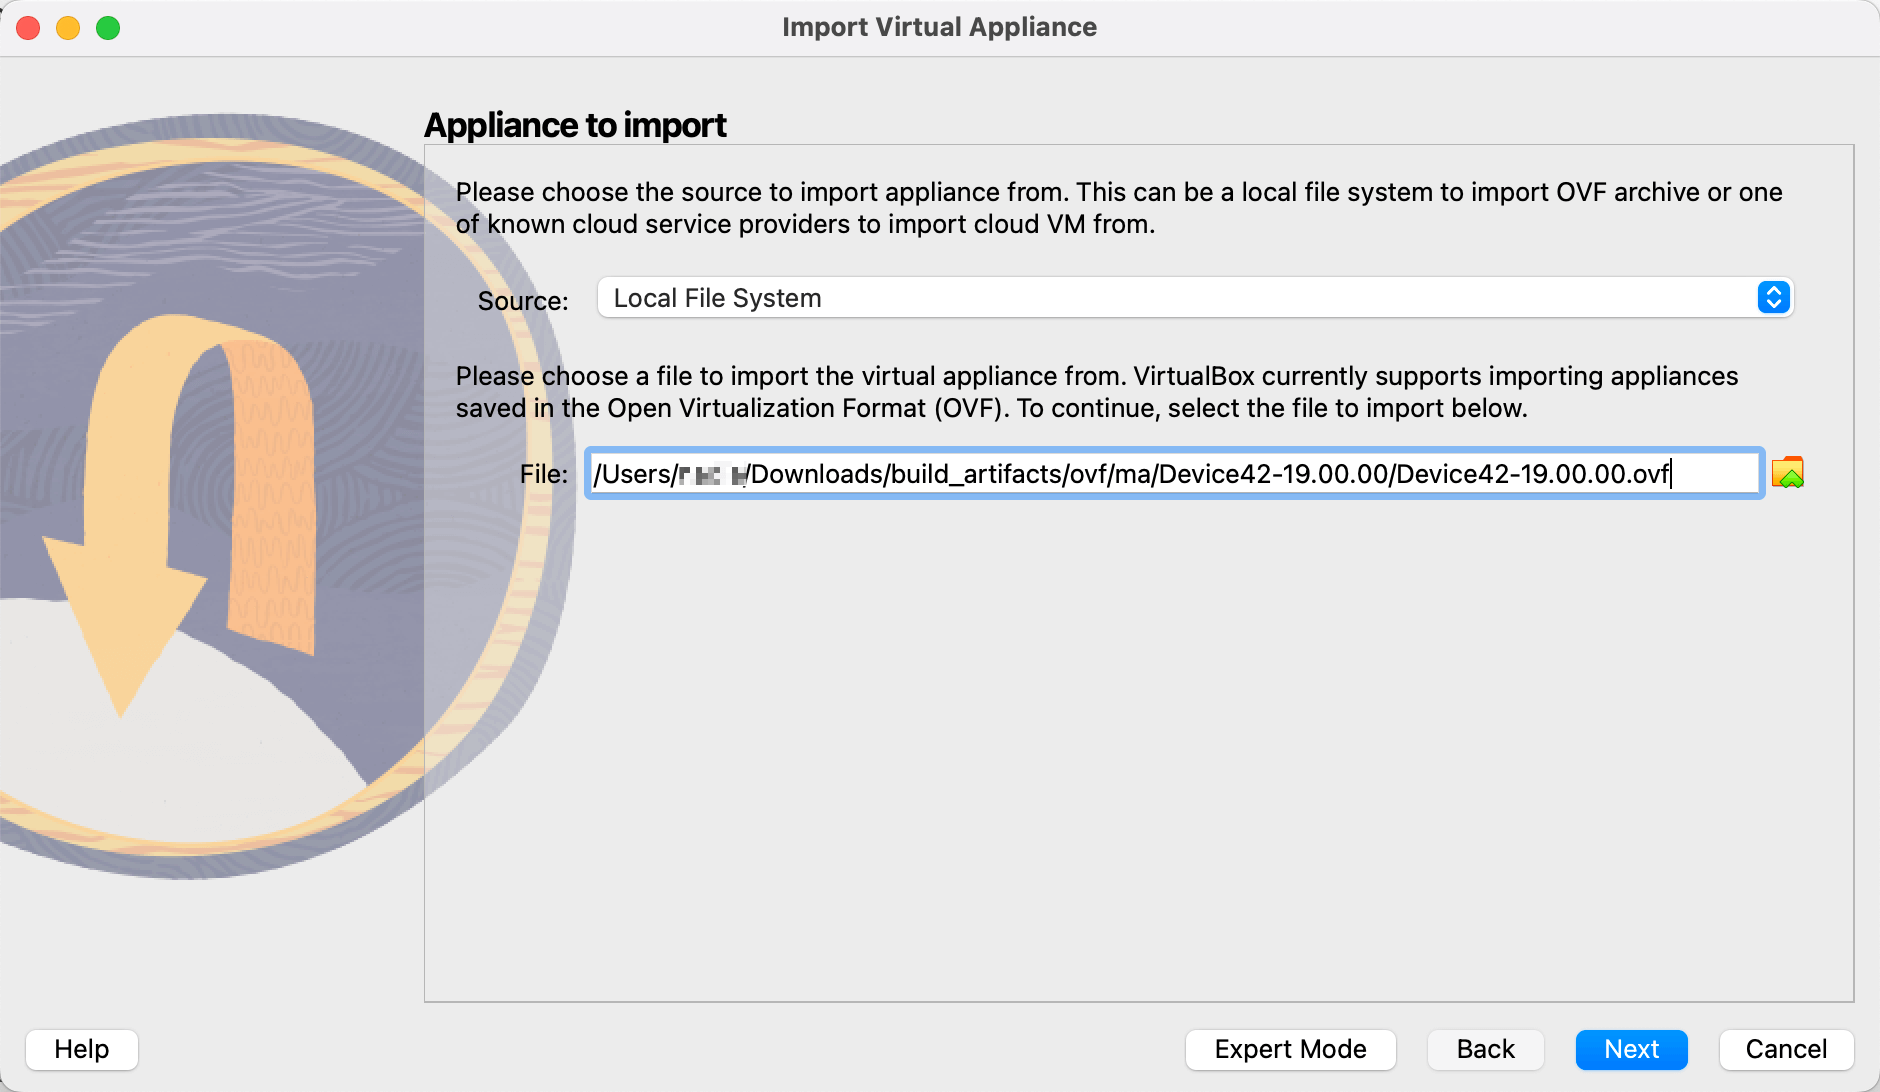 Import Virtual Appliance
Appliance to import
Please choose the source to import appliance from. This can be a local file system to import OVF archive or one
of known cloud service providers to import cloud VM from.
Source: Local File System
Please choose a file to import the virtual appliance from. VirtualBox currently supports importing appliances
saved in the Open Virtualization Format (OVF). To continue, select the file to import below.
File: /Users/ /Downloads/build_artifacts/ovf/ma/Device42-19.00.00/Device42-19.00.00.ovf
Help Expert Mode Back Next Cancel